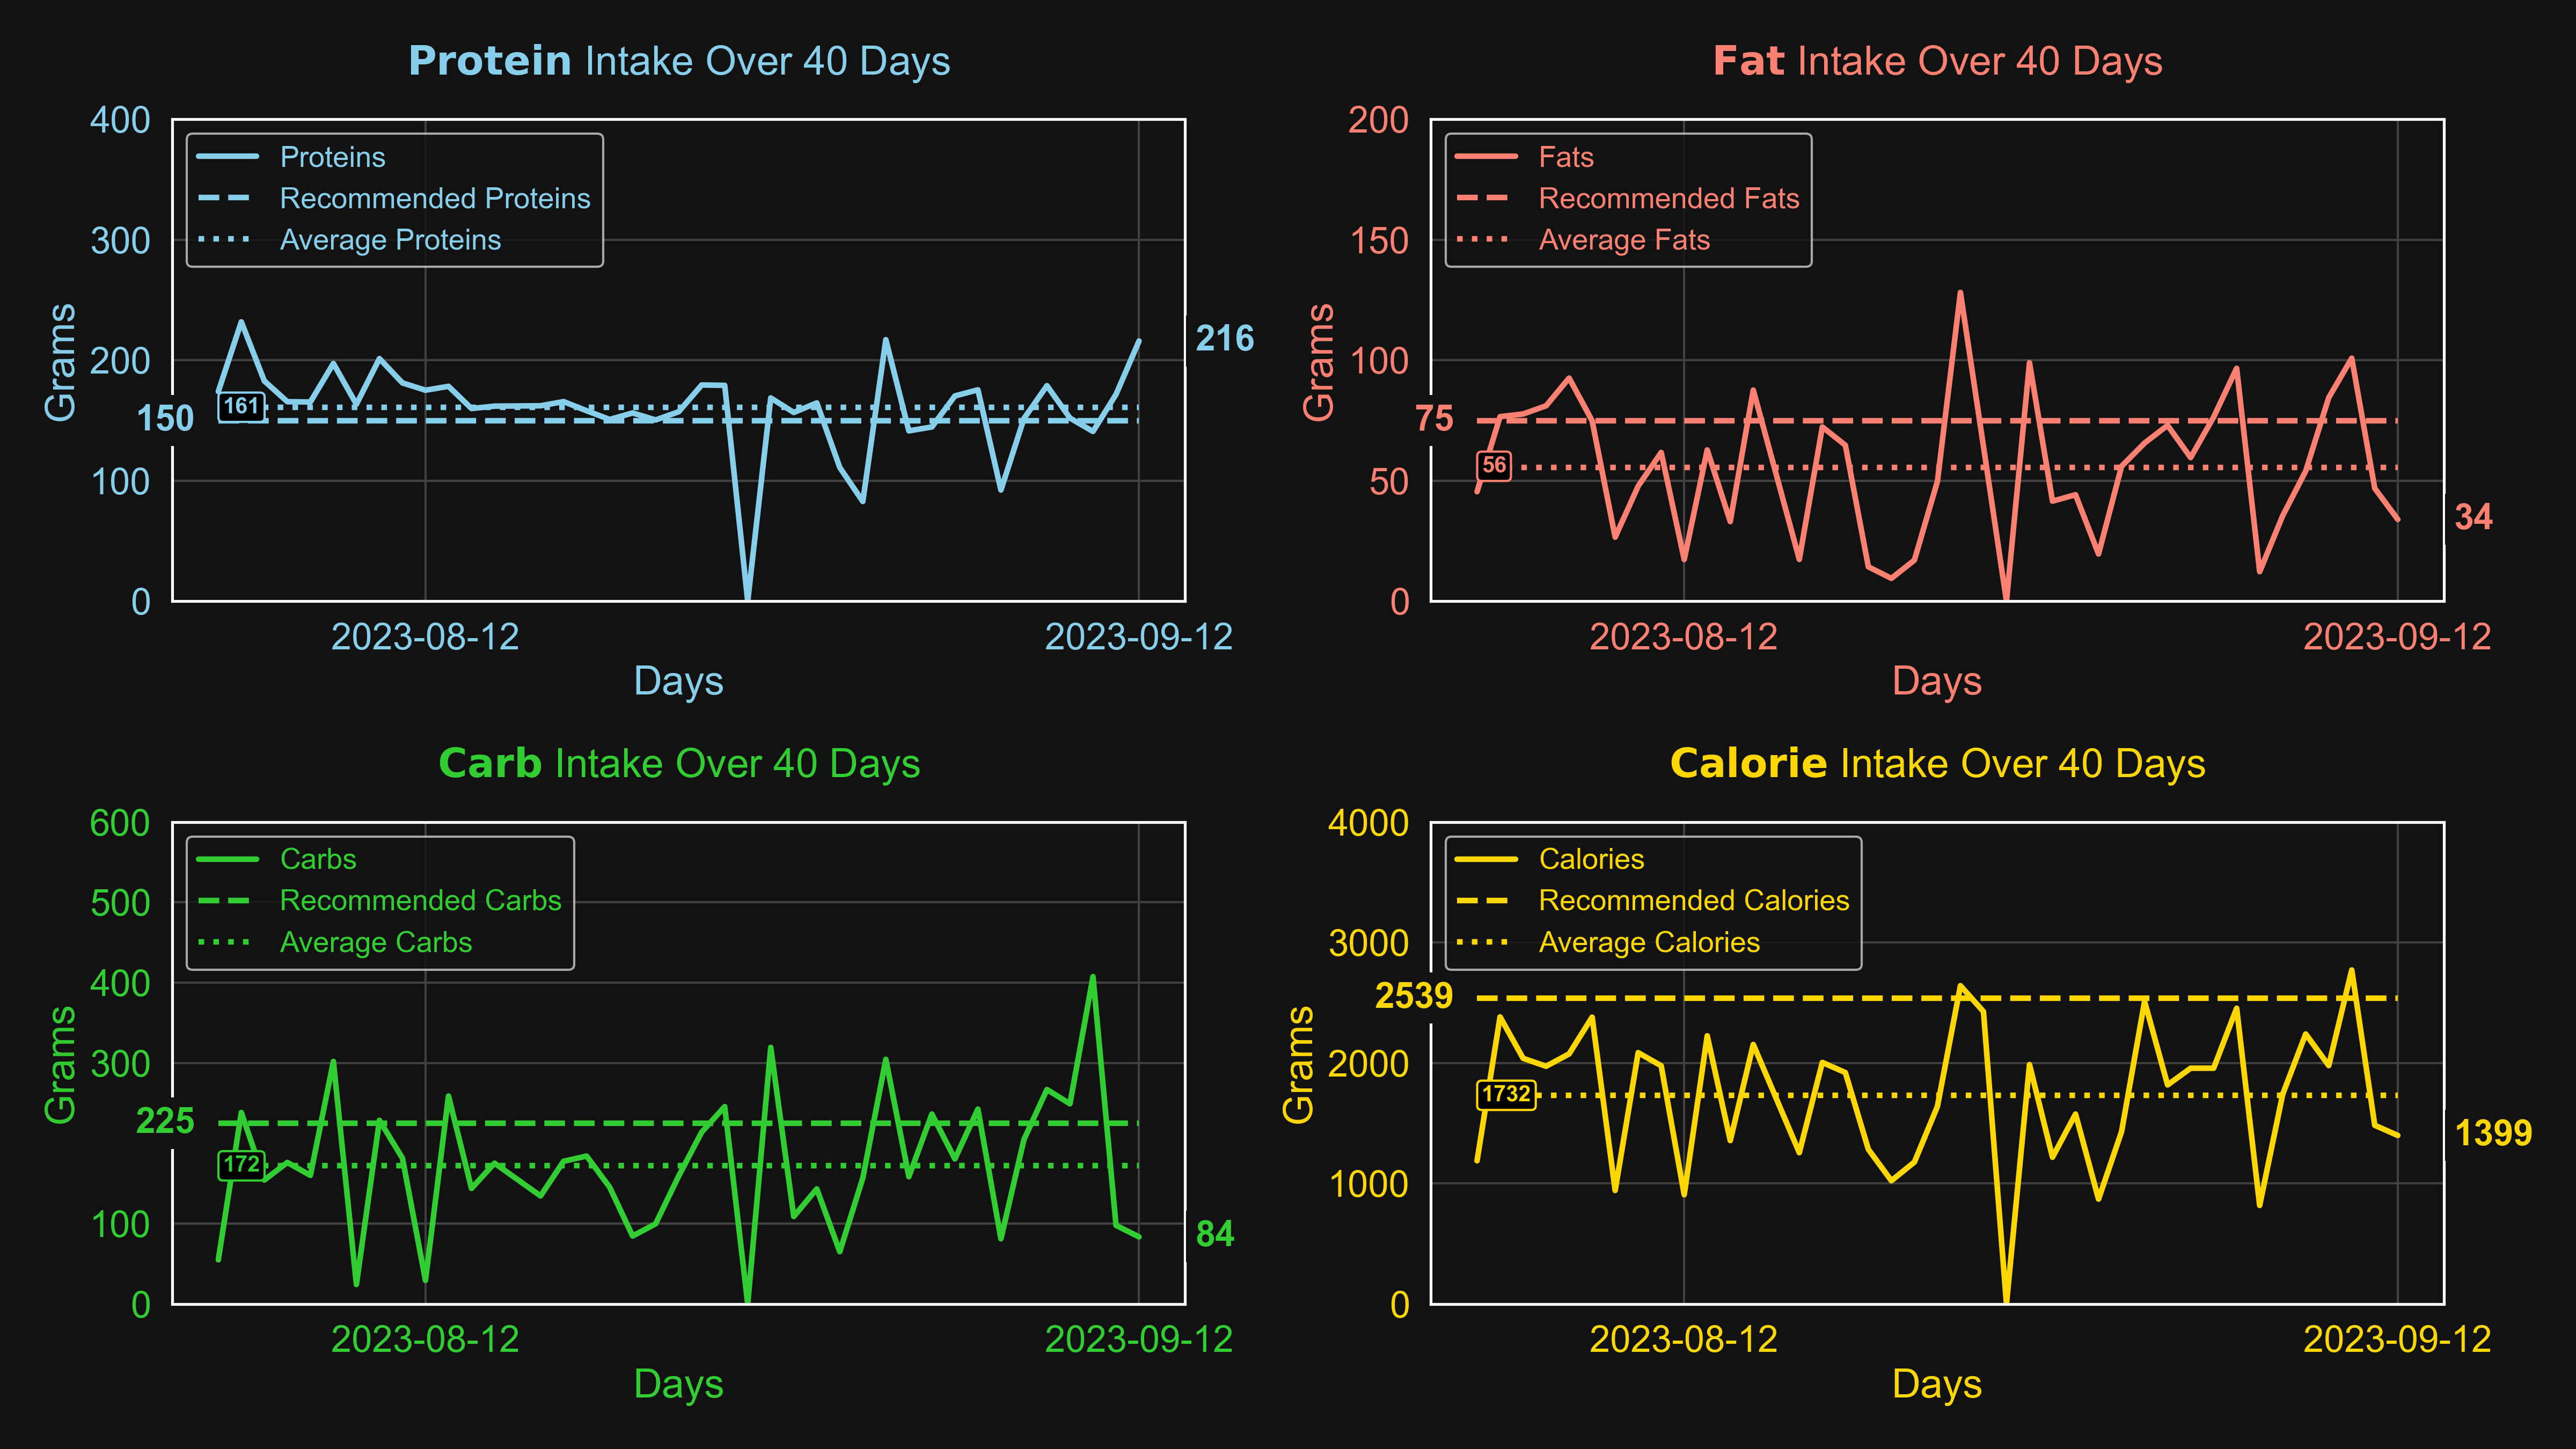 Protein Intake Over 40 Days
400
300
200
100
0
150
161
216
Grams
Proteins
Recommended Proteins
Average Proteins
2023-08-12
2023-09-12
Days
Fat Intake Over 40 Days
200
150
100
50
0
75
56
34
Grams
Fats
Recommended Fats
Average Fats
2023-08-12
2023-09-12
Days
Carb Intake Over 40 Days
600
500
400
300
100
0
225
172
84
Grams
Carbs
Recommended Carbs
Average Carbs
2023-08-12
2023-09-12
Days
Calorie Intake Over 40 Days
4000
3000
2000
1000
0
2539
1732
1399
Grams
Calories
Recommended Calories
Average Calories
2023-08-12
2023-09-12
Days